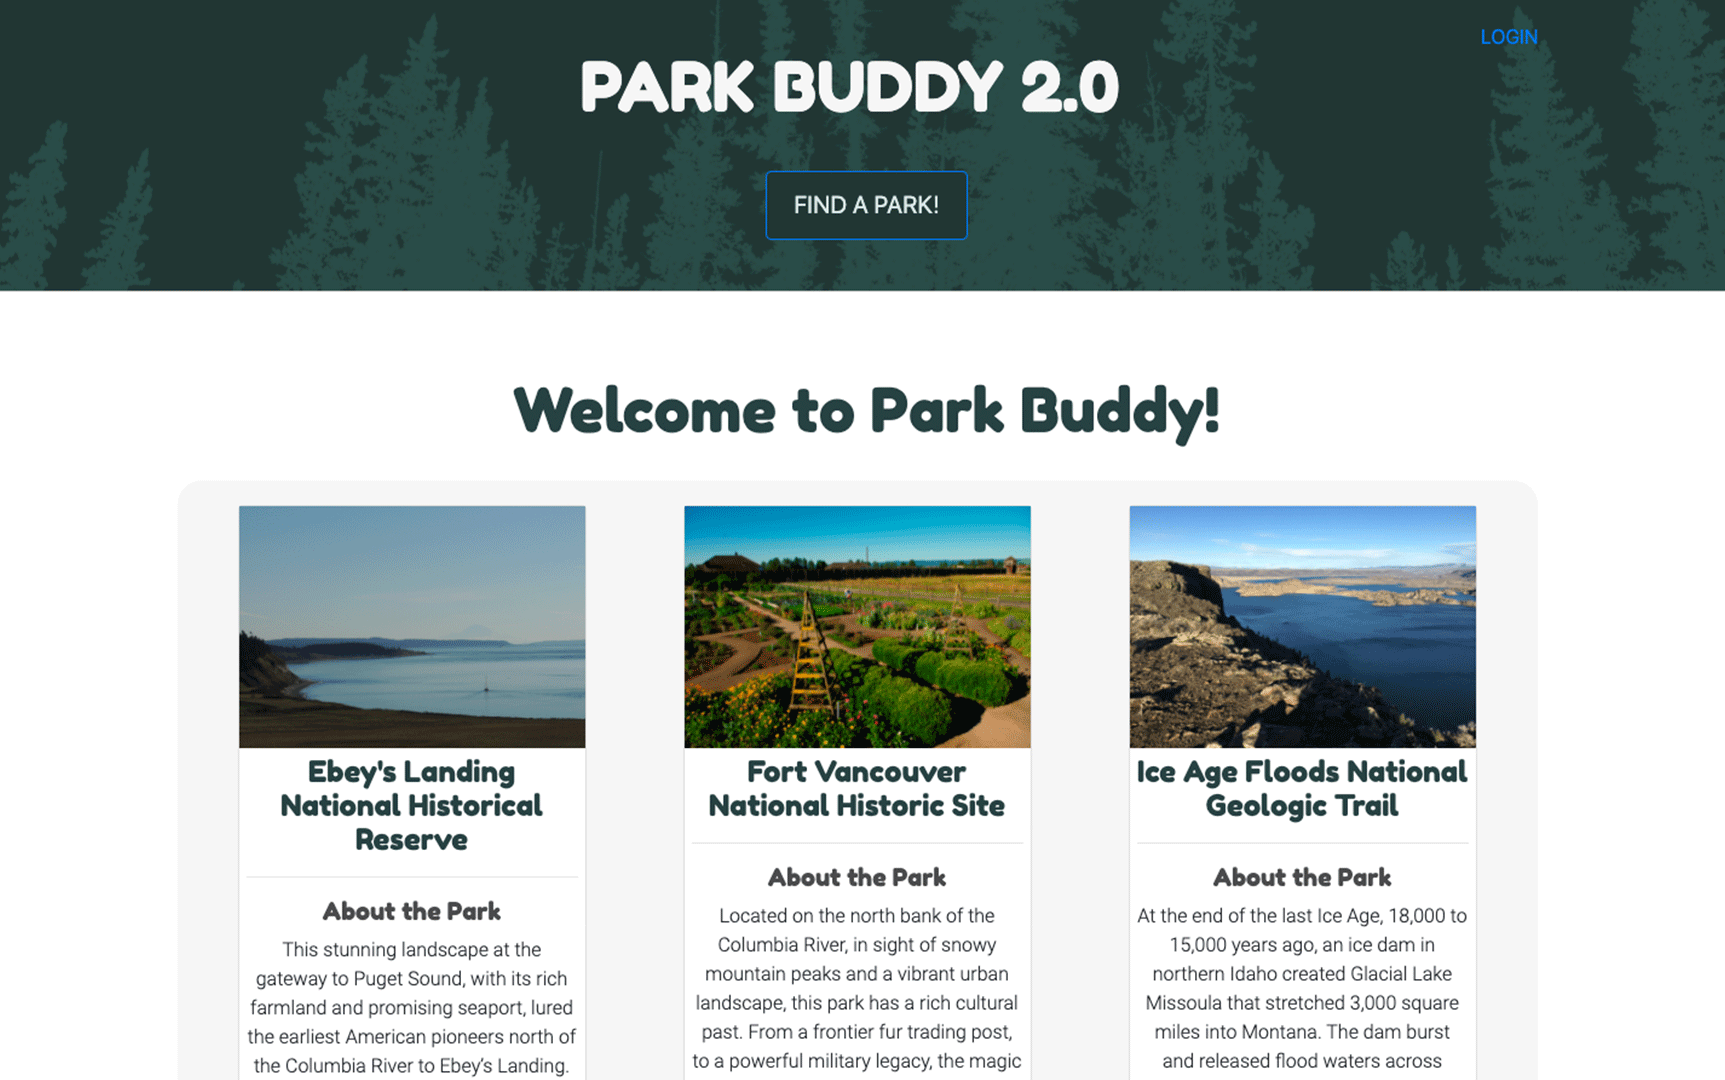 LOGIN
PARK BUDDY 2.0
FIND A PARK!
Welcome to Park Buddy!
Ebey's Landing
National Historical
Reserve
About the Park
This stunning landscape at the
gateway to Puget Sound, with its rich
farmland and promising seaport, lured
the earliest American pioneers north of
the Columbia River to Ebey’s Landing.
Fort Vancouver
National Historic Site
About the Park
Located on the north bank of the
Columbia River, in sight of snowy
mountain peaks and a vibrant urban
landscape, this park has a rich cultural
past. From a frontier fur trading post,
to a powerful military legacy, the magic
Ice Age Floods National
Geologic Trail
About the Park
At the end of the last Ice Age, 18,000 to
15,000 years ago, an ice dam in
northern Idaho created Glacial Lake
Missoula that stretched 3,000 square
miles into Montana. The dam burst
and released flood waters across